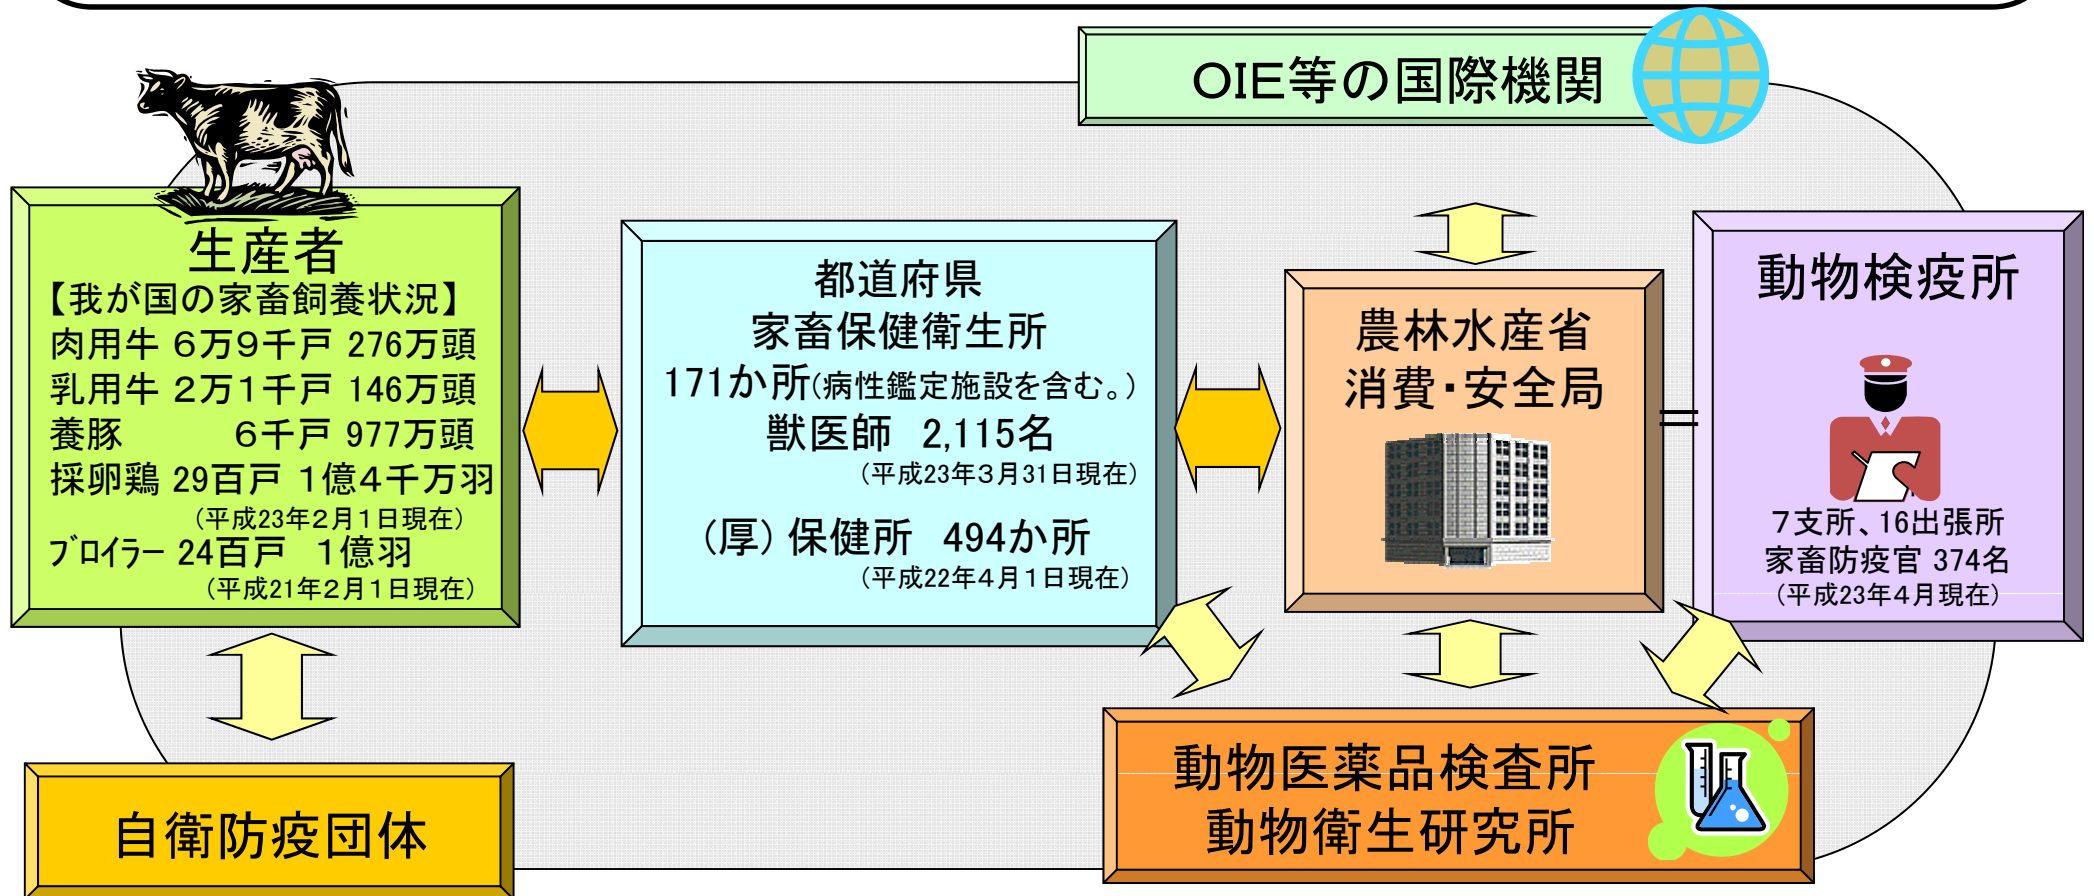 OIE等の国際機関
生産者
【我が国の家畜飼養状況】
肉用牛 6万9千戸 276万頭
乳用牛 2万1千戸 146万頭
養豚 6千戸 977万頭
採卵鶏 29百戸 1億4千万羽
(平成23年2月1日現在)
ブロイラー 24百戸 1億羽
(平成21年2月1日現在)
都道府県
家畜保健衛生所
171か所(病性鑑定施設を含む。)
獣医師 2,115名
(平成23年3月31日現在)
(厚)保健所 494か所
(平成22年4月1日現在)
農林水産省
消費・安全局
=
動物検疫所
7支所、16出張所
家畜防疫官 374名
(平成23年4月現在)
自衛防疫団体
動物医薬品検査所
動物衛生研究所